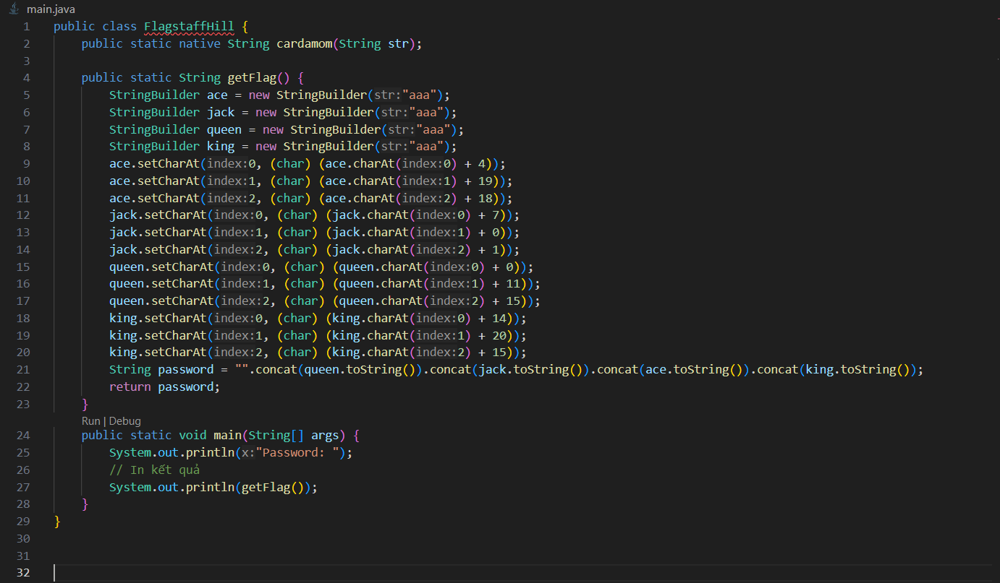 main.java
1 public class FlagstaffHill {
2 public static native String cardamom(String str);
3
4 public static String getFlag() {
5 StringBuilder ace = new StringBuilder(str:"aaa");
6 StringBuilder jack = new StringBuilder(str:"aaa");
7 StringBuilder queen = new StringBuilder(str:"aaa");
8 StringBuilder king = new StringBuilder(str:"aaa");
9 ace.setCharAt(index:0, (char) (ace.charAt(index:0) + 4));
10 ace.setCharAt(index:1, (char) (ace.charAt(index:1) + 19));
11 ace.setCharAt(index:2, (char) (ace.charAt(index:2) + 18));
12 jack.setCharAt(index:0, (char) (jack.charAt(index:0) + 7));
13 jack.setCharAt(index:1, (char) (jack.charAt(index:1) + 0));
14 jack.setCharAt(index:2, (char) (jack.charAt(index:2) + 1));
15 queen.setCharAt(index:0, (char) (queen.charAt(index:0) + 0));
16 queen.setCharAt(index:1, (char) (queen.charAt(index:1) + 11));
17 queen.setCharAt(index:2, (char) (queen.charAt(index:2) + 15));
18 king.setCharAt(index:0, (char) (king.charAt(index:0) + 14));
19 king.setCharAt(index:1, (char) (king.charAt(index:1) + 20));
20 king.setCharAt(index:2, (char) (king.charAt(index:2) + 15));
21 String password = "".concat(queen.toString()).concat(jack.toString()).concat(ace.toString()).concat(king.toString());
22 return password;
23 }
Run | Debug
24 public static void main(String[] args) {
25 System.out.println(x:"Password: ");
26 // In kết quả
27 System.out.println(getFlag());
28 }
29 }
30
31
32